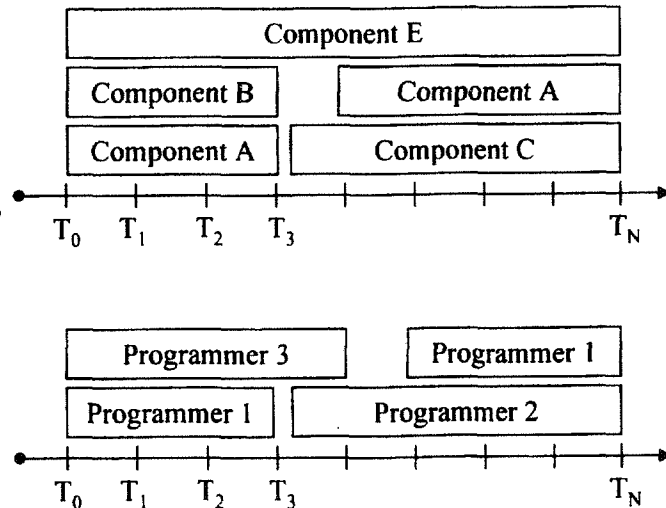 Component E
Component B Component A
Component A Component C
T0 T1 T2 T3 TN
Programmer 3 Programmer 1
Programmer 1 Programmer 2
T0 T1 T2 T3 TN